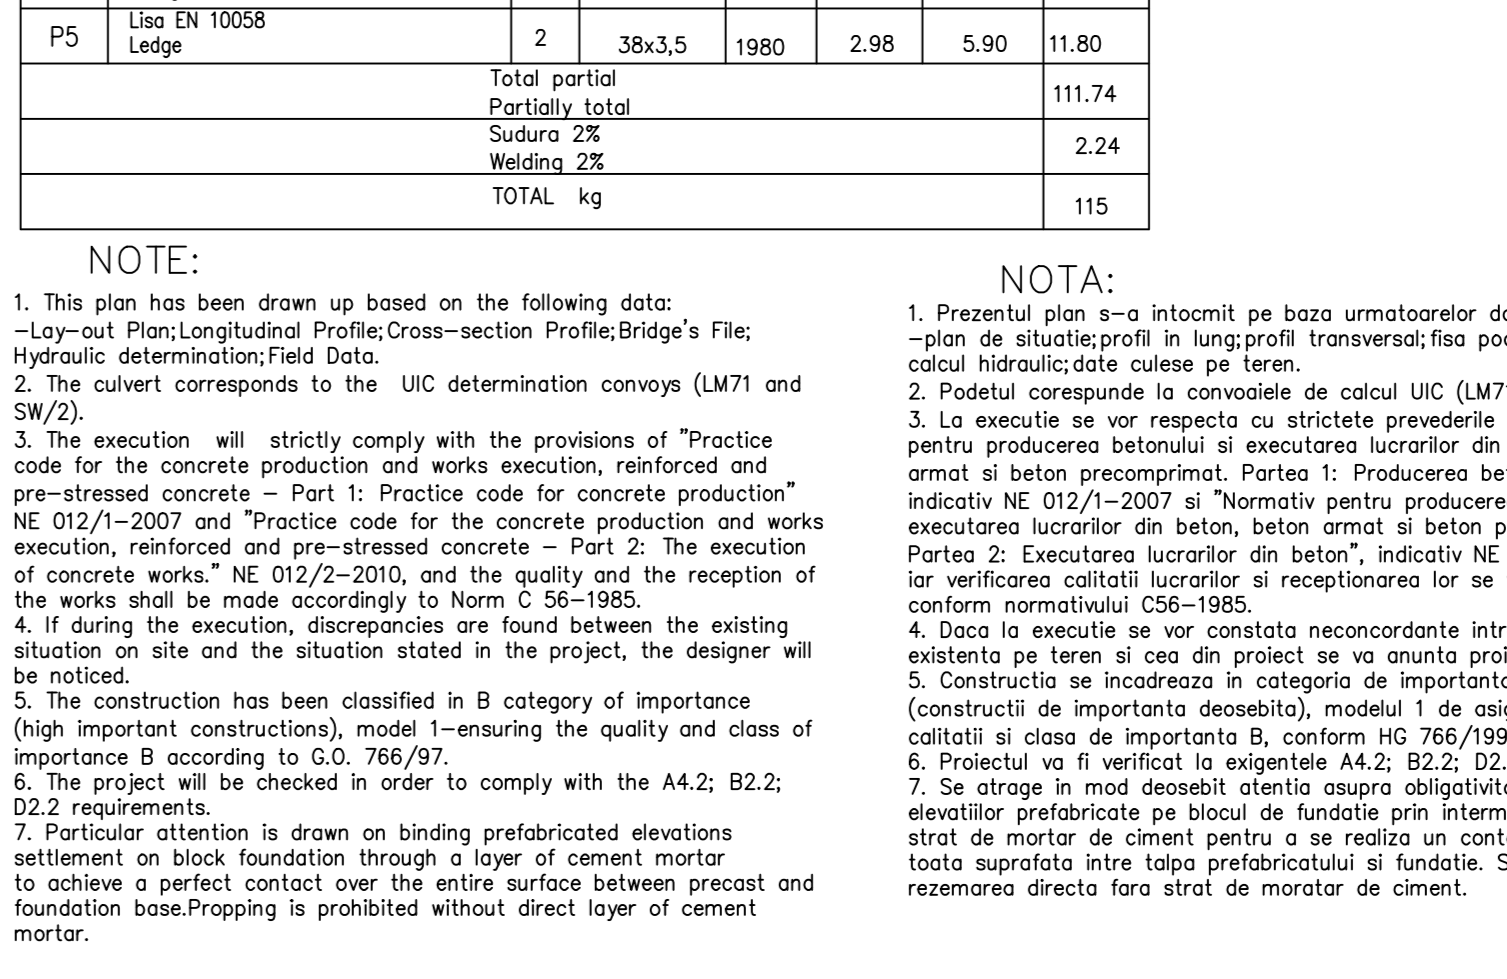 P5 Lisa EN 10058 Ledge 2 38x3,5 1980 2.98 5.90 11.80
Total partial
Partially total 111.74
Sudura 2%
Welding 2% 2.24
TOTAL kg 115
NOTE:
1. This plan has been drawn up based on the following data:
-Lay-out Plan;Longitudinal Profile;Cross-section Profile;Bridge's File;
Hydraulic determination;Field Data.
2. The culvert corresponds to the UIC determination convoys (LM71 and
SW/2).
3. The execution will strictly comply with the provisions of "Practice
code for the concrete production and works execution, reinforced and
pre-stressed concrete - Part 1: Practice code for concrete production"
NE 012/1-2007 and "Practice code for the concrete production and works
execution, reinforced and pre-stressed concrete - Part 2: The execution
of concrete works." NE 012/2-2010, and the quality and the reception of
the works shall be made accordingly to Norm C 56-1985.
4. If during the execution, discrepancies are found between the existing
situation on site and the situation stated in the project, the designer will
be noticed.
5. The construction has been classified in B category of importance
(high important constructions), model 1-ensuring the quality and class of
importance B according to G.O. 766/97.
6. The project will be checked in order to comply with the A4.2; B2.2;
D2.2 requirements.
7. Particular attention is drawn on binding prefabricated elevations
settlement on block foundation through a layer of cement mortar
to achieve a perfect contact over the entire surface between precast and
foundation base.Propping is prohibited without direct layer of cement
mortar.
NOTA:
1. Prezentul plan s-a intocmit pe baza urmatoarelor
-plan de situatie;profil in lung;profil transversal;fisa
calcul hidraulic;date culese pe teren.
2. Podetul corespunde la convoaiele de calcul UIC
3. La executie se vor respecta cu strictete prevederile
pentru producerea betonului si executarea lucrarilor din
armat si beton precomprimat. Partea 1: Producerea
indicativ NE 012/1-2007 si "Normativ pentru
executarea lucrarilor din beton, beton armat si beton
Partea 2: Executarea lucrarilor din beton", indicativ NE
iar verificarea calitatii lucrarilor si receptionarea lor se
conform normativului C56-1985.
4. Daca la executie se vor constata neconcordante
existenta pe teren si cea din proiect se va anunta
5. Constructia se incadreaza in categoria de
(constructii de importanta deosebita), modelul 1 de
calitatii si clasa de importanta B, conform HG
6. Proiectul va fi verificat la exigentele A4.2; B2.2;
7. Se atrage in mod deosebit atentia asupra
elevatiilor prefabricate pe blocul de fundatie prin
strat de mortar de ciment pentru a se realiza un
toata suprafata intre talpa prefabricatului si fundatie.
rezemarea directa fara strat de moratar de ciment.